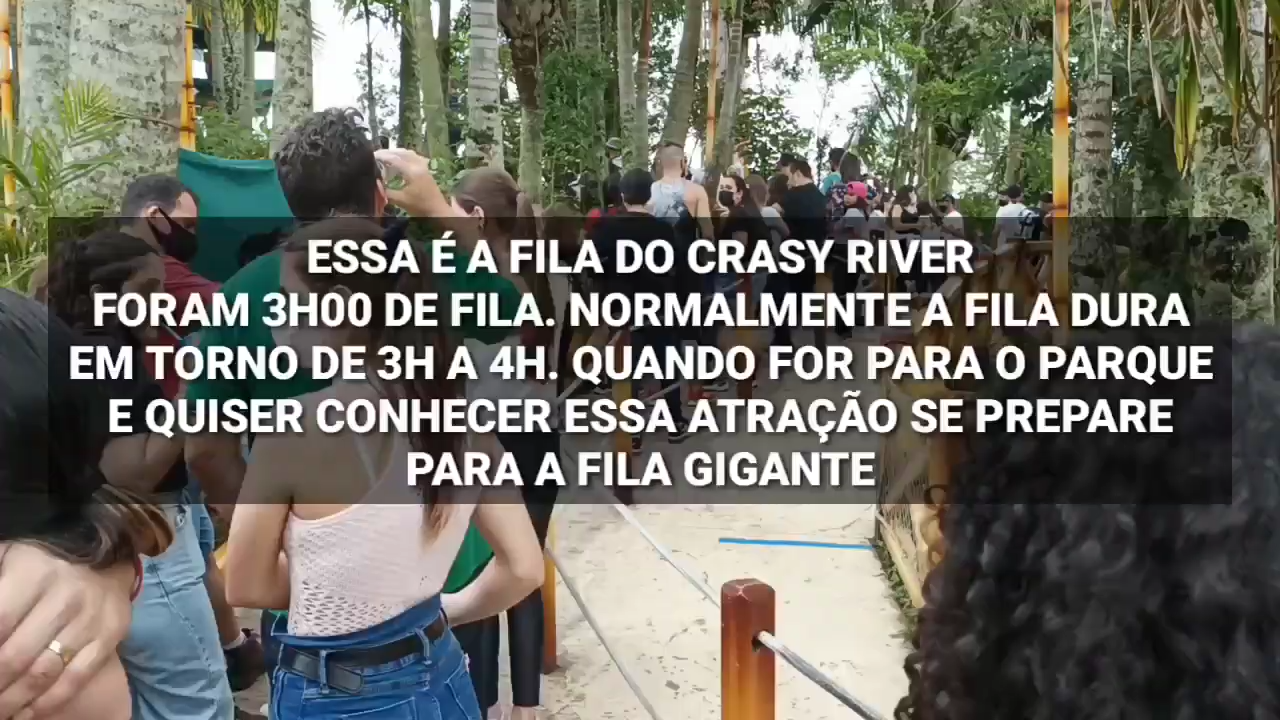 ESSA É A FILA DO CRASY RIVER
FORAM 3H00 DE FILA. NORMALMENTE A FILA DURA
EM TORNO DE 3H A 4H. QUANDO FOR PARA O PARQUE
E QUISER CONHECER ESSA ATRAÇÃO SE PREPARE
PARA A FILA GIGANTE